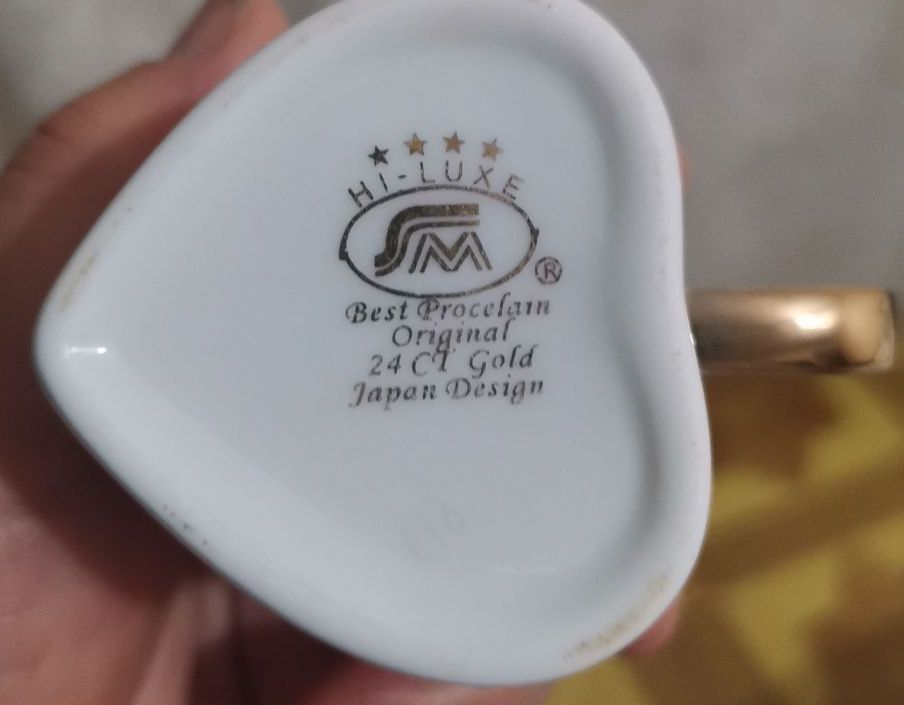 HI-LUXE
SM
®
Best Procelain
Original
24 CT Gold
Japan Design